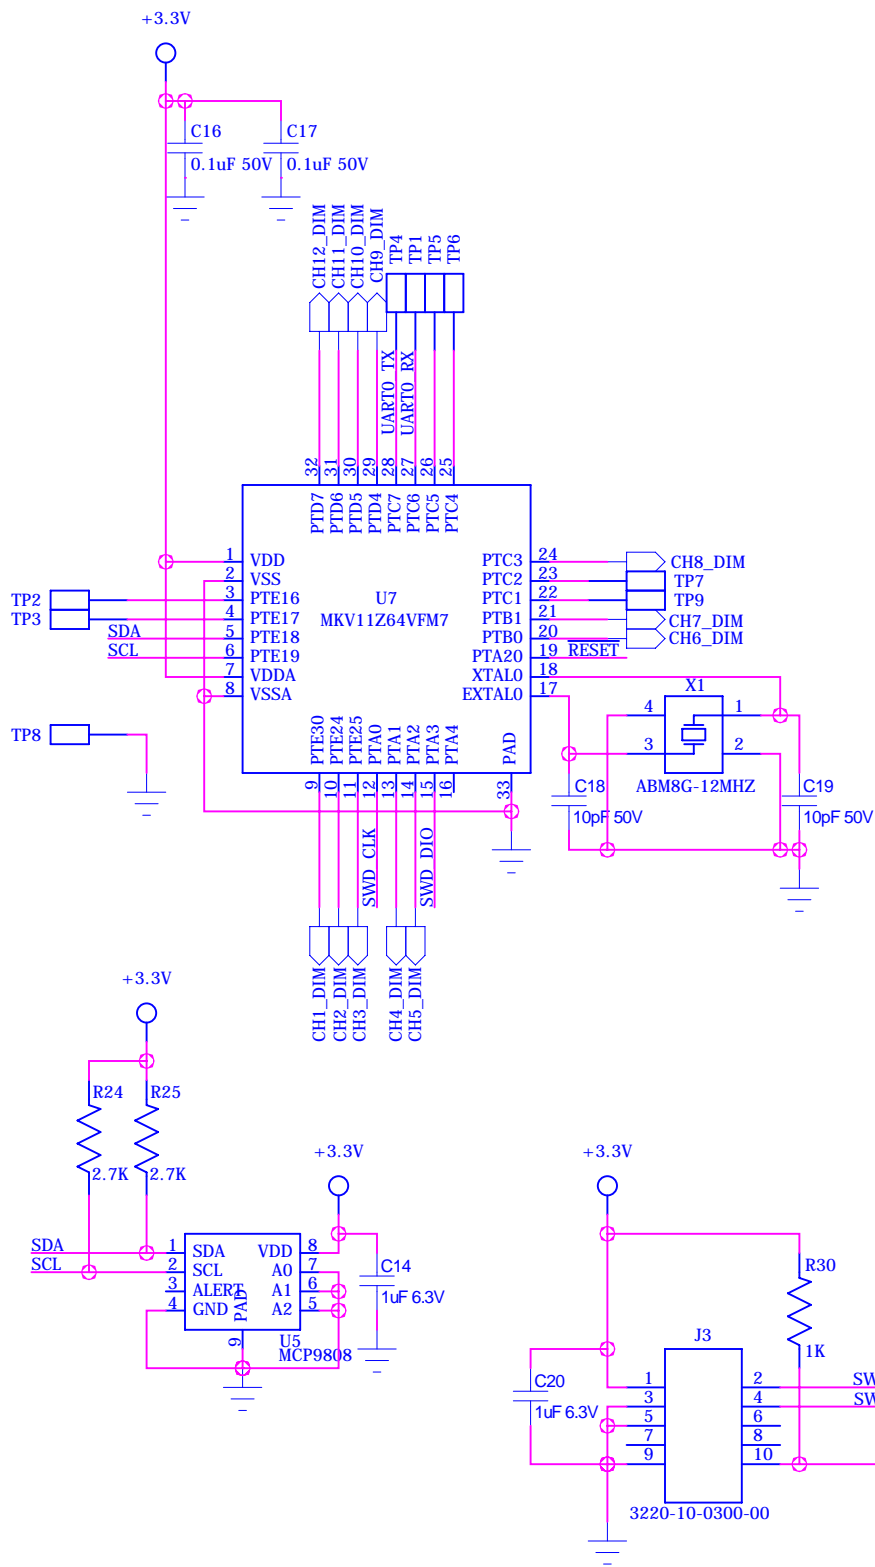 +3.3V
C16
C17
0.1uF 50V
0.1uF 50V
CH12_DIM
CH11_DIM
CH10_DIM
CH9_DIM
TP4
TP1
TP5
TP6
UART0_TX
UART0_RX
32
31
30
29
28
27
26
25
PTD7
PTD6
PTD5
PTD4
PTC7
PTC6
PTC5
PTC4
1 VDD
2 VSS
TP2 3 PTE16
TP3 4 PTE17
SDA 5 PTE18
SCL 6 PTE19
7 VDDA
8 VSSA
U7
MKV11Z64VFM7
PTC3 24 CH8_DIM
PTC2 23 TP7
PTC1 22 TP9
PTB1 21 CH7_DIM
PTB0 20 CH6_DIM
PTA20 19 RESET
XTAL0 18
EXTAL0 17
TP8
PTE30
PTE24
PTE25
PTA0
PTA1
PTA2
PTA3
PTA4
PAD
9
10
11
12
13
14
15
16
33
SWD_CLK
SWD_DIO
CH1_DIM
CH2_DIM
CH3_DIM
CH4_DIM
CH5_DIM
X1
4 1
3 2
ABM8G-12MHZ
C18
10pF 50V
C19
10pF 50V
+3.3V
R24 R25
2.7K 2.7K
+3.3V
SDA 1 SDA VDD 8
SCL 2 SCL A0 7
3 ALERT A1 6
4 GND A2 5
PAD
9
U5
MCP9808
C14
1uF 6.3V
+3.3V
R30
1K
J3
C20
1uF 6.3V
1 2 SW
3 4 SW
5 6
7 8
9 10
3220-10-0300-00